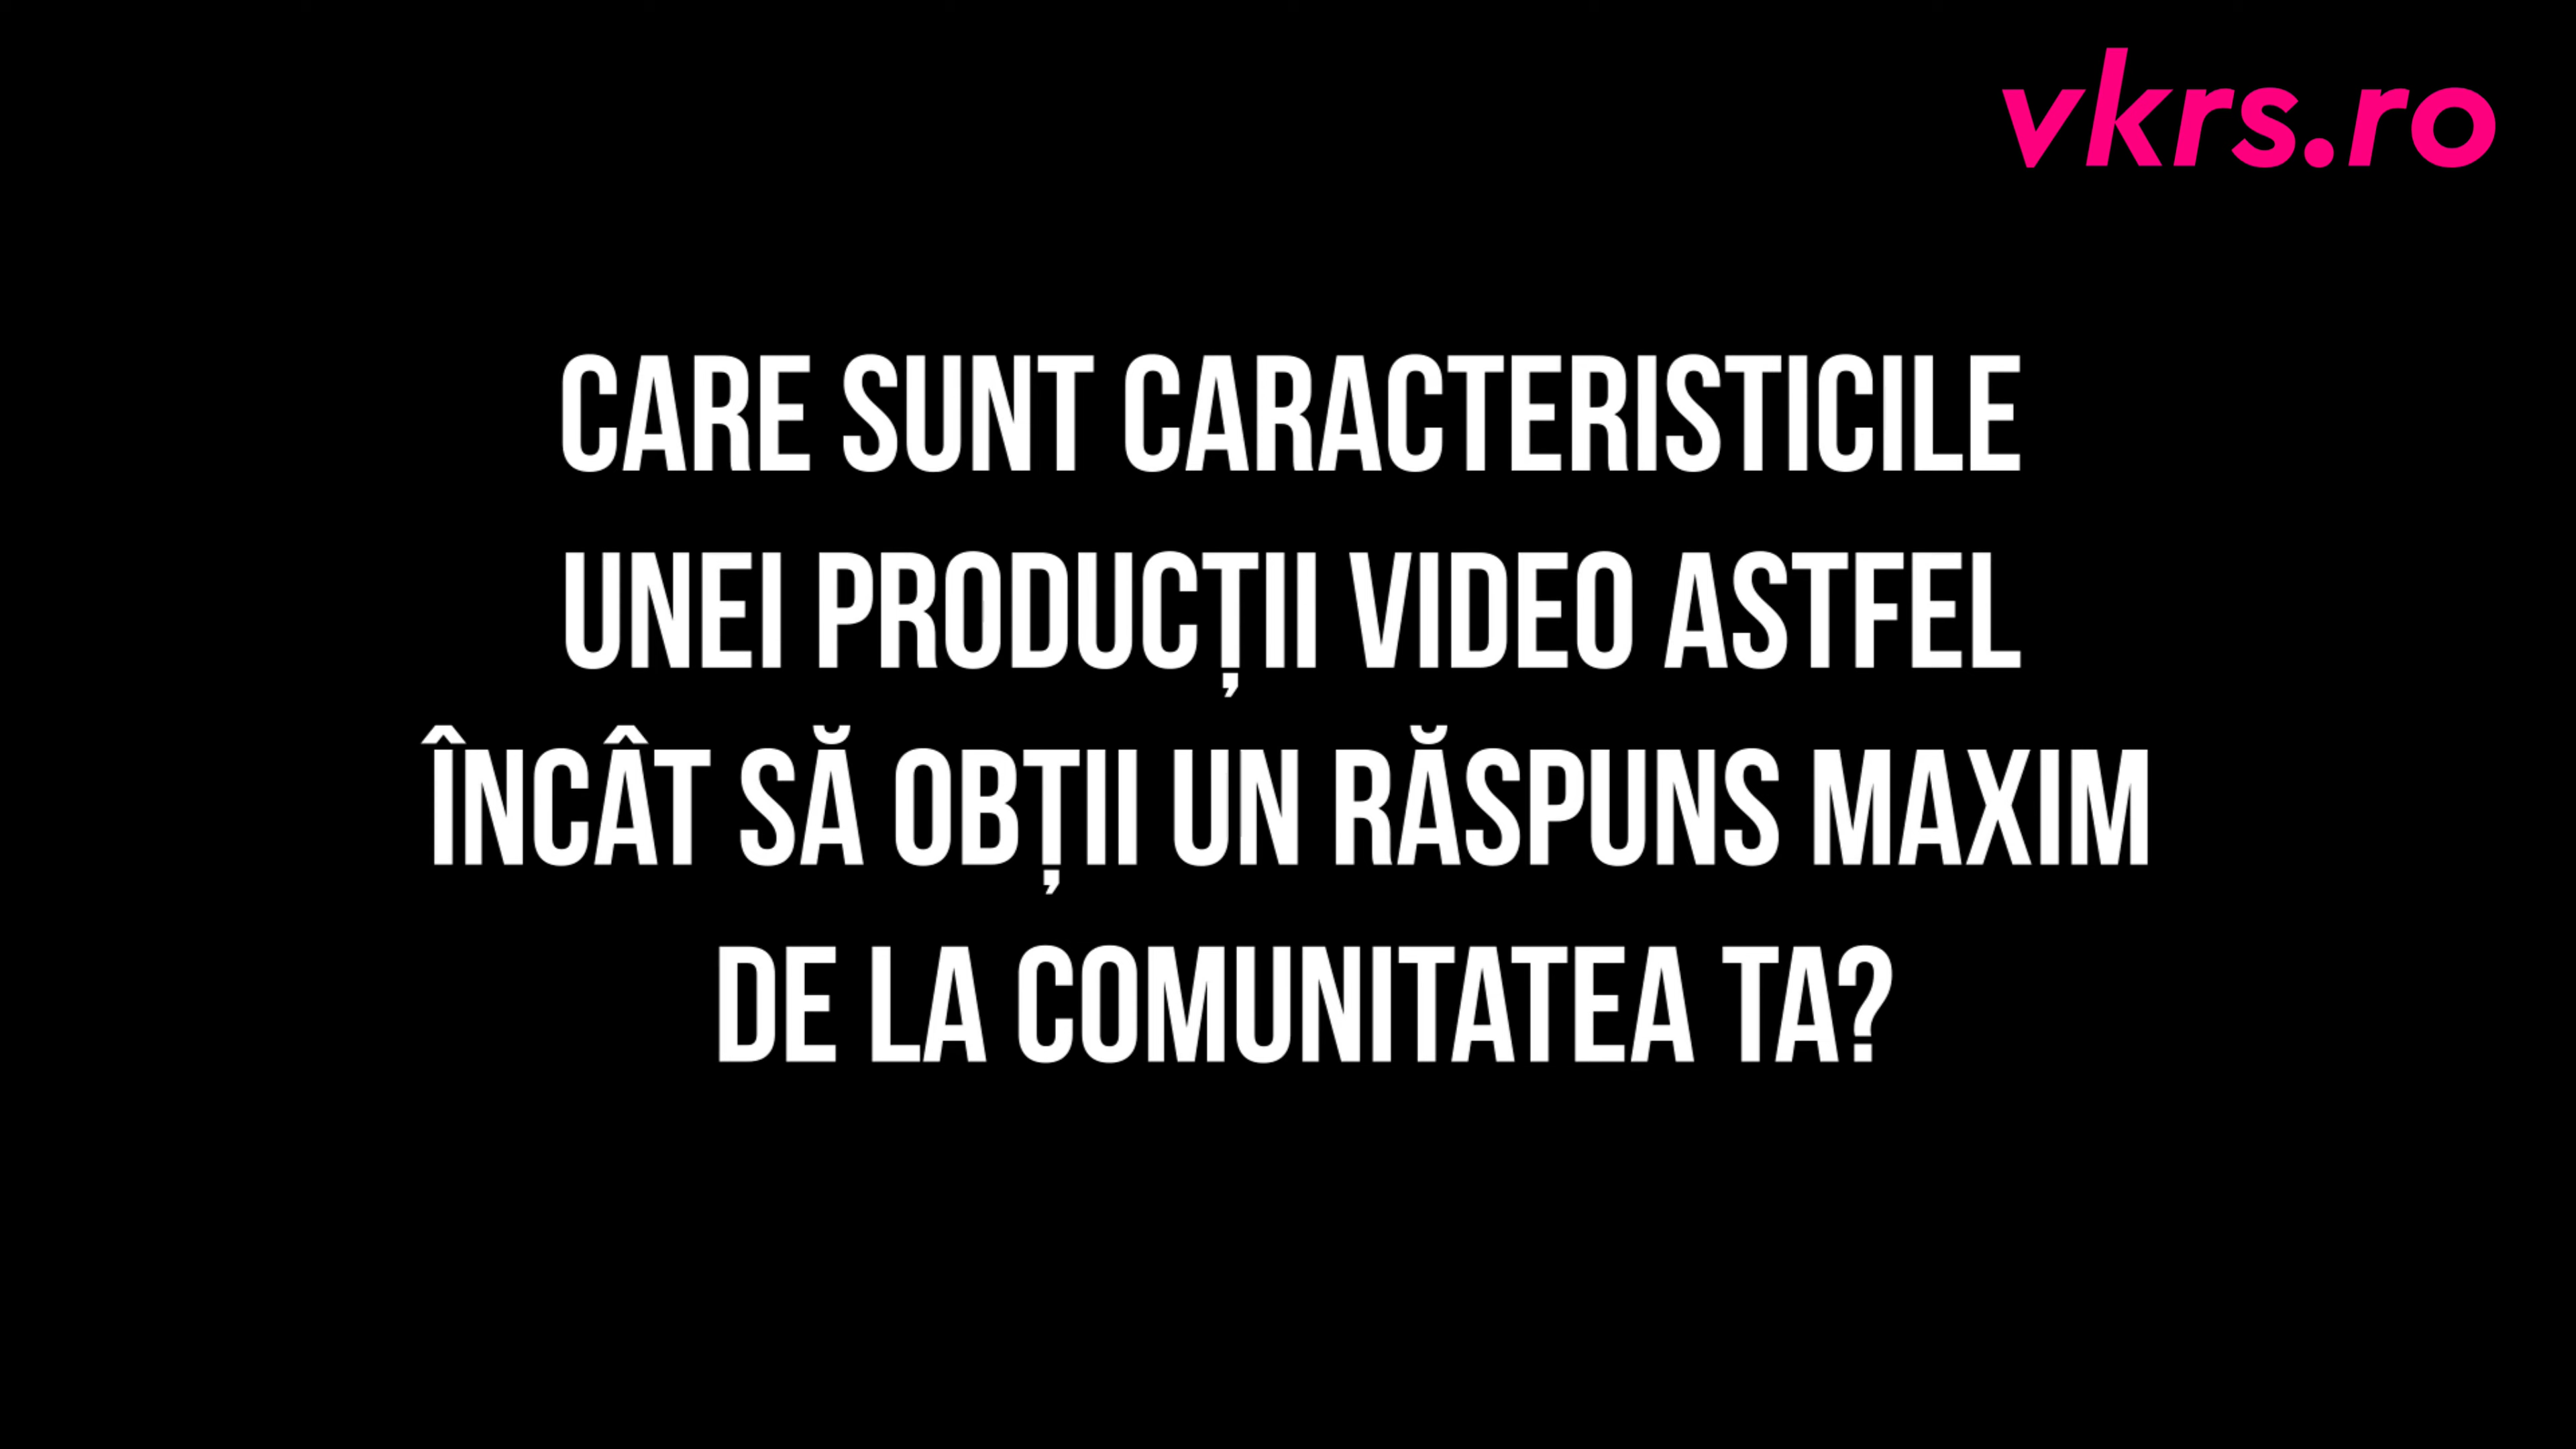 vkrs.ro
CARE SUNT CARACTERISTICILE
UNEI PRODUCȚII VIDEO ASTFEL
ÎNCÂT SĂ OBȚII UN RĂSPUNS MAXIM
DE LA COMUNITATEA TA?